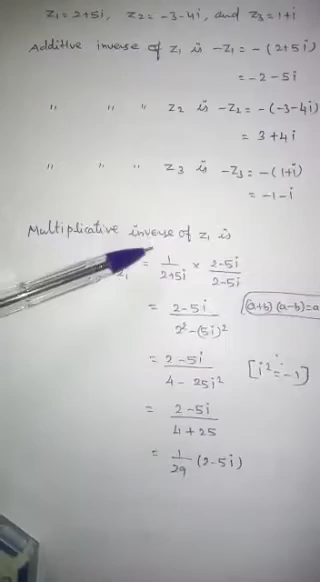 z₁ = 2+5i, z₂ = -3-4i, and z₃ = 1+i
Additive inverse of z₁ is -z₁ = -(2+5i)
= -2-5i
" " " z₂ is -z₂ = -(-3-4i)
= 3+4i
" " " z₃ is -z₃ = -(1+i)
= -1-i
Multiplicative inverse of z₁ is
z₁ = 1/(2+5i) × (2-5i)/(2-5i)
= (2-5i)/(2²-(5i)²) (a+b)(a-b)=a
= (2-5i)/(4-25i²) [i²=-1]
= (2-5i)/(4+25)
= 1/29 (2-5i)